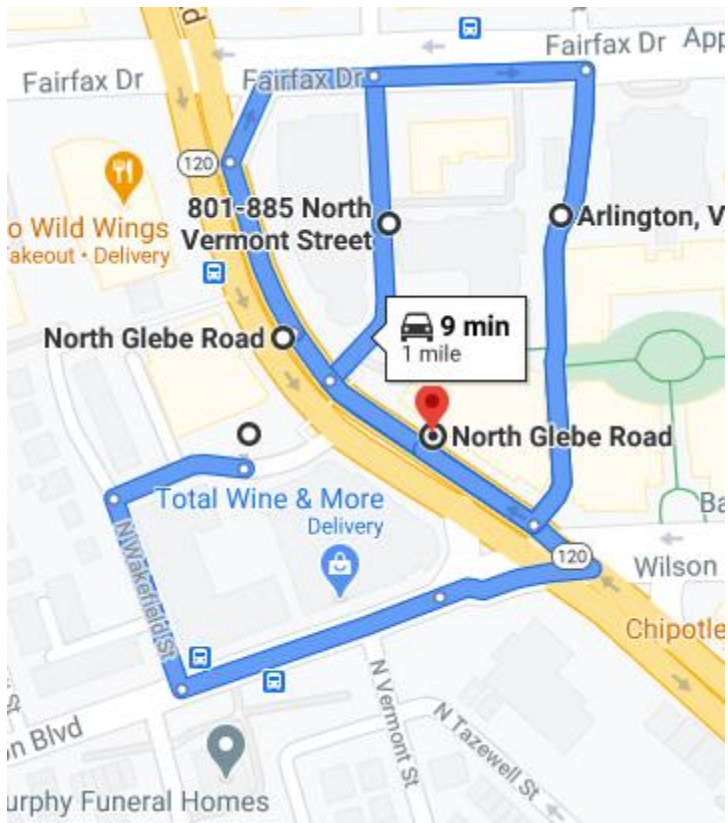 Fairfax Dr
App
Fairfax Dr
Fairfax Dr
120
o Wild Wings
akeout • Delivery
801-885 North
Vermont Street
Arlington, V
North Glebe Road
9 min
1 mile
North Glebe Road
Total Wine & More
Delivery
Ba
120
Wilson
N Wakefield St
Chipotle
N Vermont St
N Tazewell St
n Blvd
urphy Funeral Homes